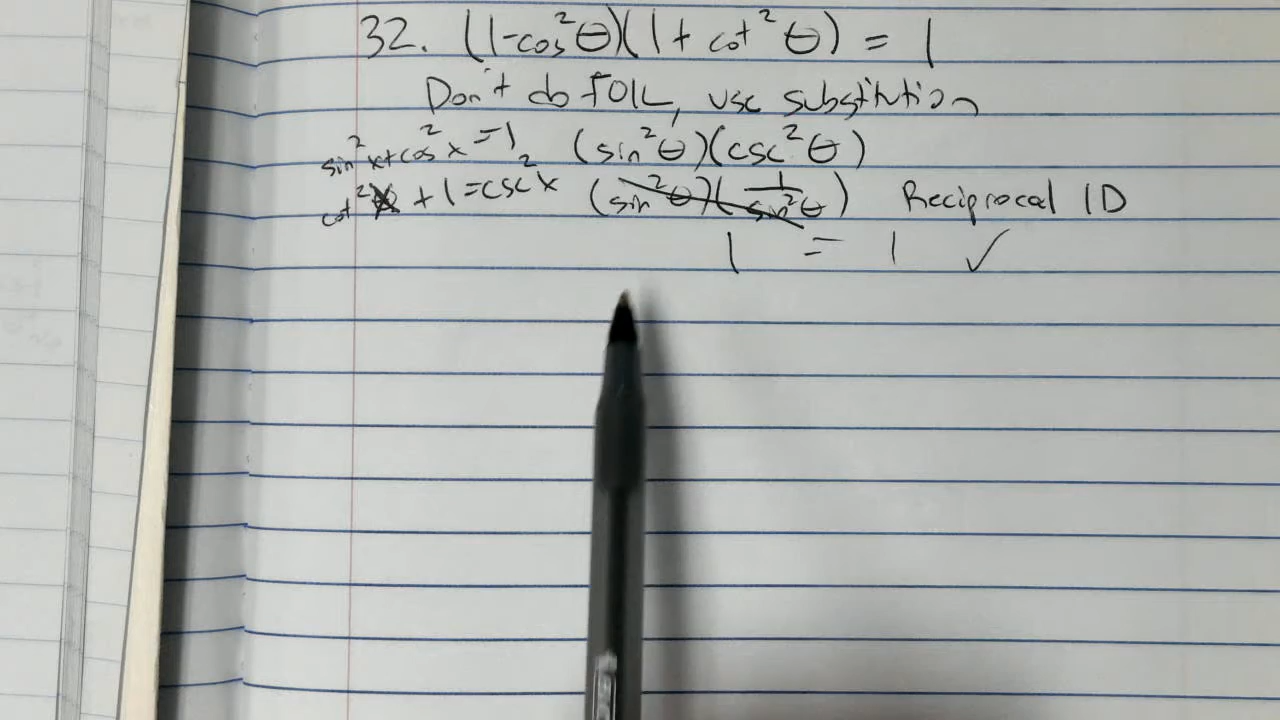 32. (1-cos²θ)(1+cot²θ) = 1
Don't do FOIL, use substitution
sin²x+cos²x=1 (sin²θ)(csc²θ)
cot²x +1=csc²x (sin²θ)(1/sin²θ) Reciprocal ID
1 = 1 ✓